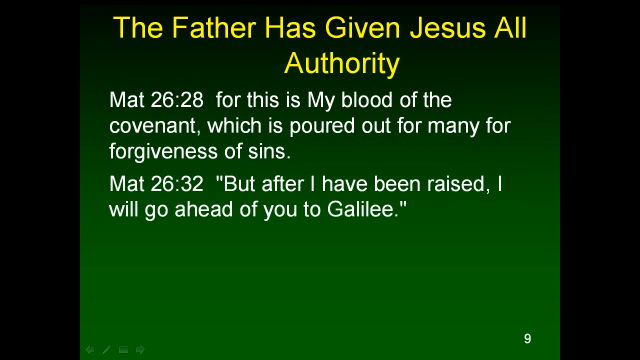 The Father Has Given Jesus All
Authority
Mat 26:28  for this is My blood of the
covenant, which is poured out for many for
forgiveness of sins.
Mat 26:32  "But after I have been raised, I
will go ahead of you to Galilee."
9